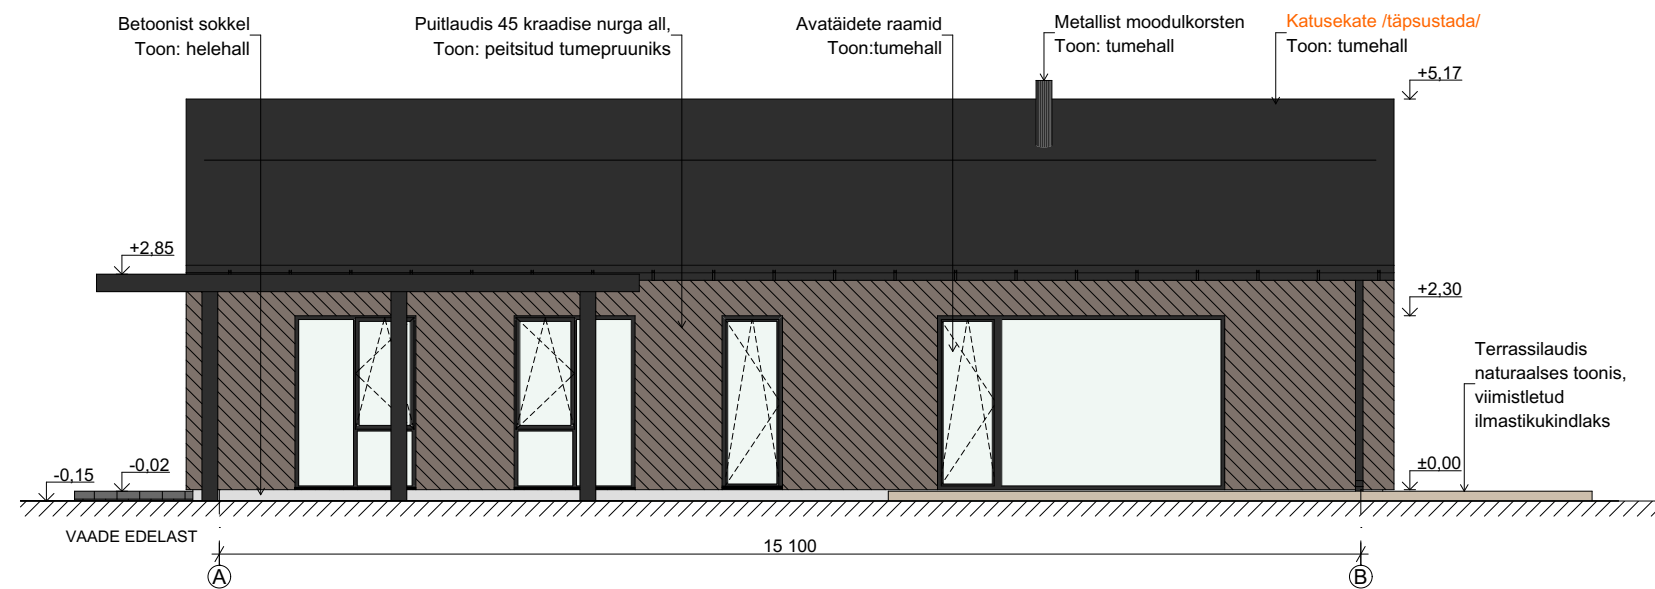 Betoonist sokkel
Toon: helehall
Puitlaudis 45 kraadise nurga all,
Toon: peitsitud tumepruuniks
Avatäidete raamid
Toon:tumehall
Metallist moodulkorsten
Toon: tumehall
Katusekate /täpsustada/
Toon: tumehall
+5,17
+2,85
+2,30
Terrassilaudis
naturaalses toonis,
viimistletud
ilmastikukindlaks
-0,15
-0,02
±0,00
VAADE EDELAST
15 100
A
B